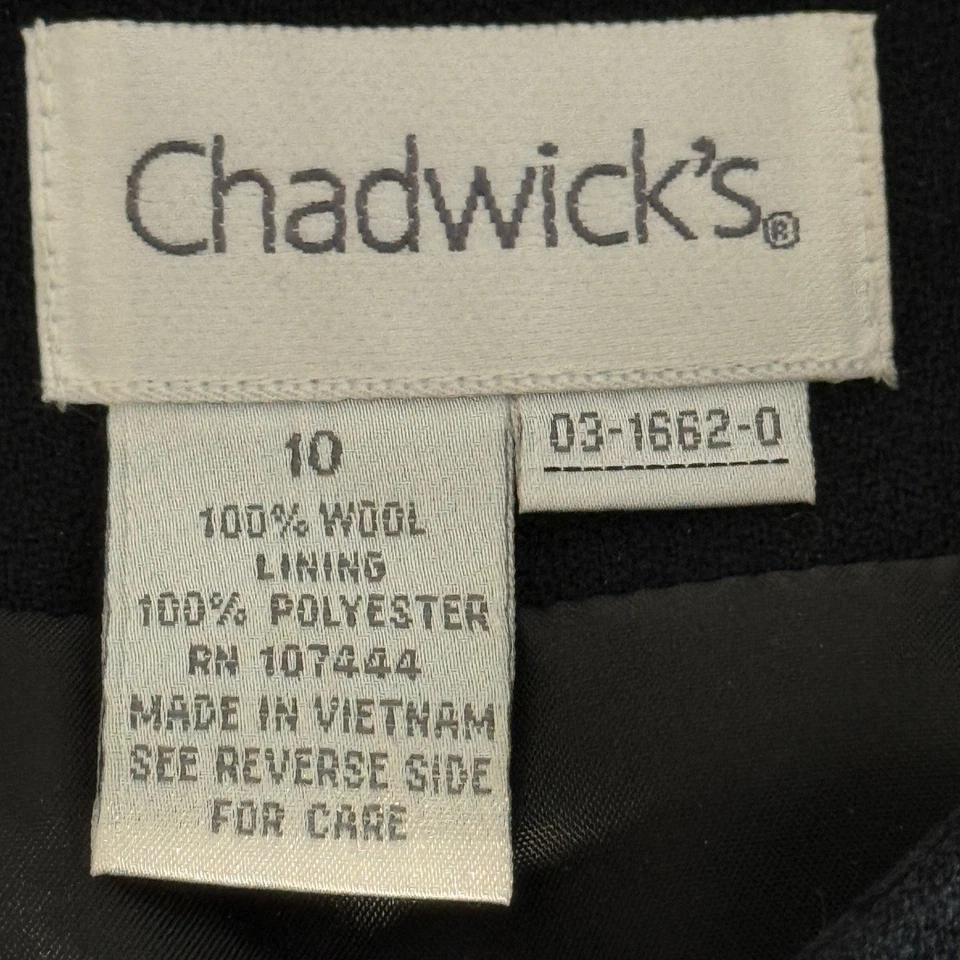 Chadwick's®
03-1662-0
10
100% WOOL
LINING
100% POLYESTER
RN 107444
MADE IN VIETNAM
SEE REVERSE SIDE
FOR CARE